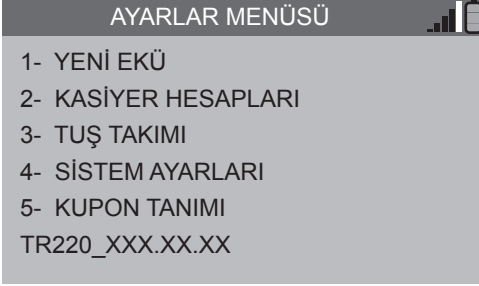 AYARLAR MENÜSÜ
1- YENİ EKÜ
2- KASİYER HESAPLARI
3- TUŞ TAKIMI
4- SİSTEM AYARLARI
5- KUPON TANIMI
TR220_XXX.XX.XX